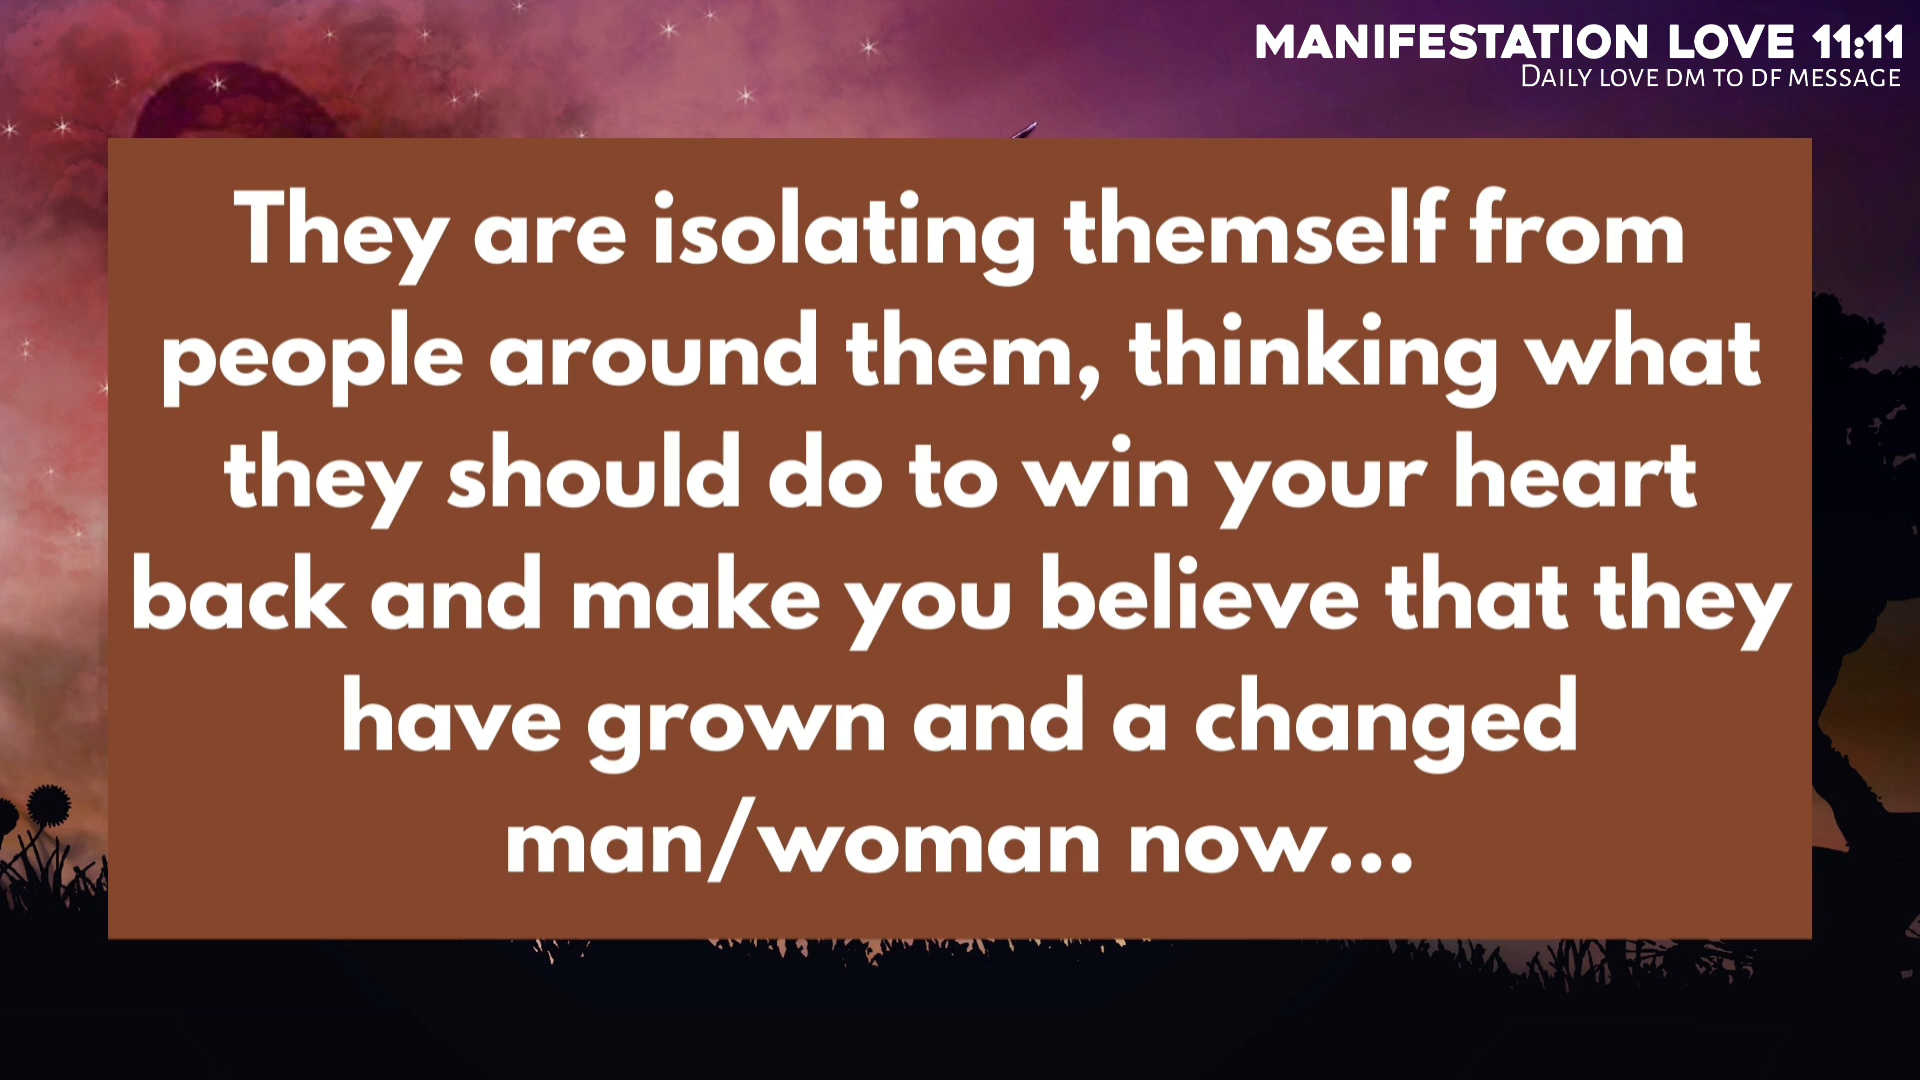 MANIFESTATION LOVE 11:11
DAILY LOVE DM TO DF MESSAGE
They are isolating themself from
people around them, thinking what
they should do to win your heart
back and make you believe that they
have grown and a changed
man/woman now...